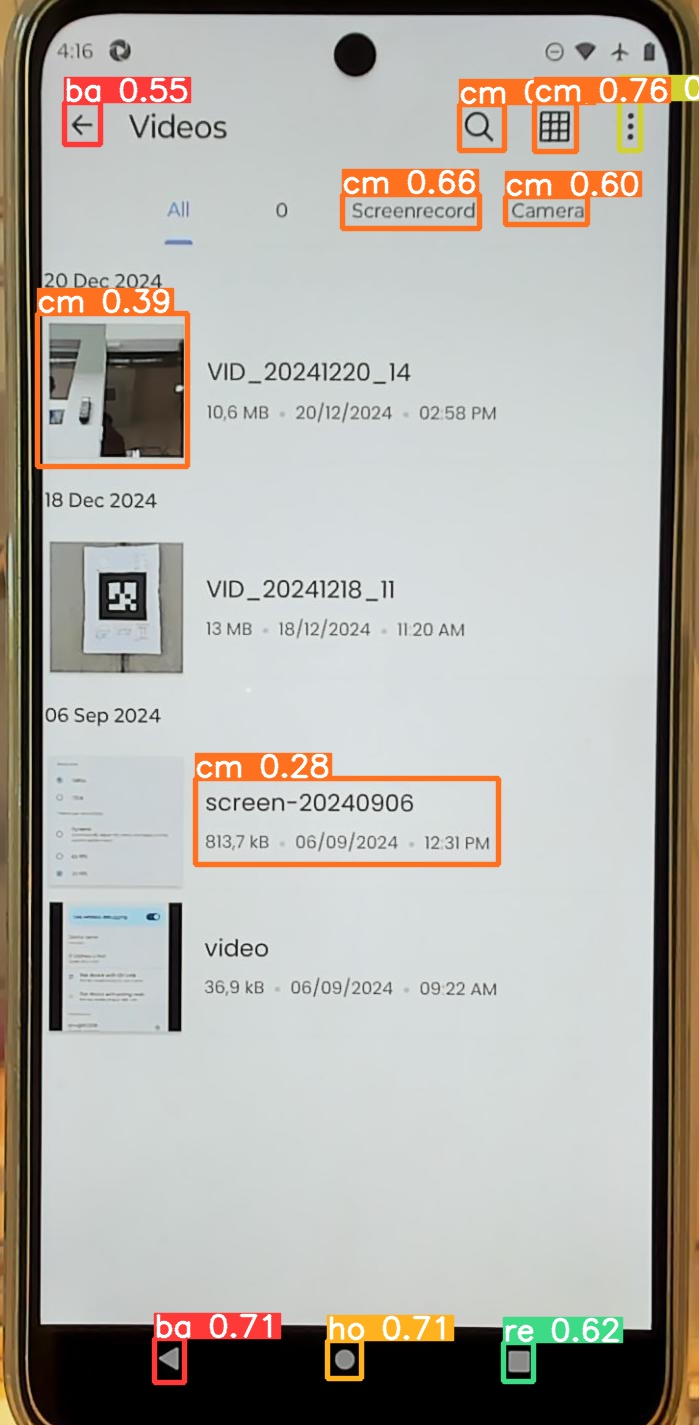 4:16
ba 0.55
cm (
cm 0.76
0
Videos
cm 0.66
cm 0.60
All
0
Screenrecord
Camera
20 Dec 2024
cm 0.39
VID_20241220_14
10,6 MB • 20/12/2024 • 02:58 PM
18 Dec 2024
VID_20241218_11
13 MB • 18/12/2024 • 11:20 AM
06 Sep 2024
cm 0.28
screen-20240906
813,7 kB • 06/09/2024 • 12:31 PM
video
36,9 kB • 06/09/2024 • 09:22 AM
ba 0.71
ho 0.71
re 0.62